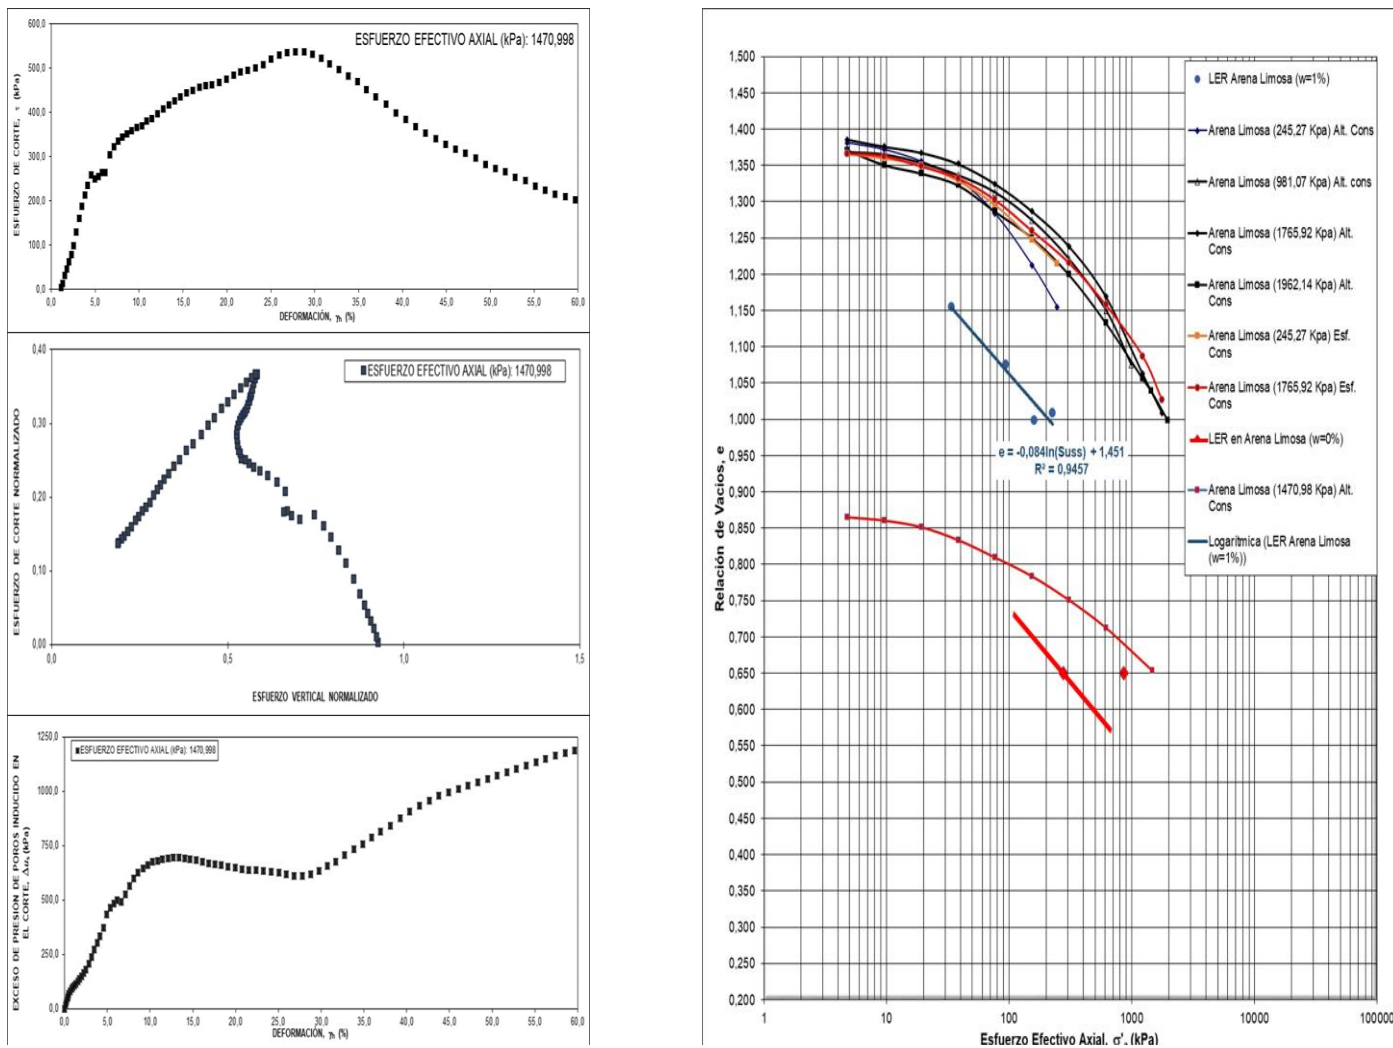 ESFUERZO EFECTIVO AXIAL (kPa): 1470,998
600,0
500,0
400,0
300,0
200,0
100,0
0,0
ESFUERZO DE CORTE, τ (kPa)
0,0 5,0 10,0 15,0 20,0 25,0 30,0 35,0 40,0 45,0 50,0 55,0 60,0
DEFORMACIÓN, γh (%)
ESFUERZO EFECTIVO AXIAL (kPa): 1470,998
0,40
0,30
0,20
0,10
0,00
ESFUERZO DE CORTE NORMALIZADO
0,0 0,5 1,0 1,5
ESFUERZO VERTICAL NORMALIZADO
ESFUERZO EFECTIVO AXIAL (kPa): 1470,998
1250,0
1000,0
750,0
500,0
250,0
0,0
EXCESO DE PRESIÓN DE POROS INDUCIDO EN
EL CORTE, Δu, (kPa)
0,0 10,0 20,0 30,0 40,0 50,0 60,0
DEFORMACIÓN, γh (%)
1,500
1,450
1,400
1,350
1,300
1,250
1,200
1,150
1,100
1,050
1,000
0,950
0,900
0,850
0,800
0,750
0,700
0,650
0,600
0,550
0,500
0,450
0,400
0,350
0,300
0,250
0,200
Relación de Vacios, e
LER Arena Limosa (w=1%)
Arena Limosa (245,27 Kpa) Alt. Cons
Arena Limosa (981,07 Kpa) Alt. cons
Arena Limosa (1765,92 Kpa) Alt.
Cons
Arena Limosa (1962,14 Kpa) Alt.
Cons
Arena Limosa (245,27 Kpa) Esf.
Cons
Arena Limosa (1765,92 Kpa) Esf.
Cons
LER en Arena Limosa (w=0%)
Arena Limosa (1470,98 Kpa) Alt.
Cons
Logarítmica (LER Arena Limosa
(w=1%))
e = -0,084ln(Suss) + 1,451
R² = 0,9457
1 10 100 1000 10000 100000
Esfuerzo Efectivo Axial, σ', (kPa)